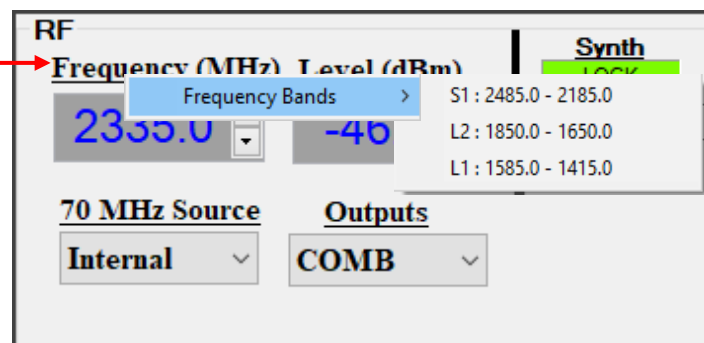 RF
Frequency (MHz) Level (dBm)
Synth
LOCK
Frequency Bands >
S1 : 2485.0 - 2185.0
L2 : 1850.0 - 1650.0
L1 : 1585.0 - 1415.0
2335.0
-46
70 MHz Source
Outputs
Internal
COMB